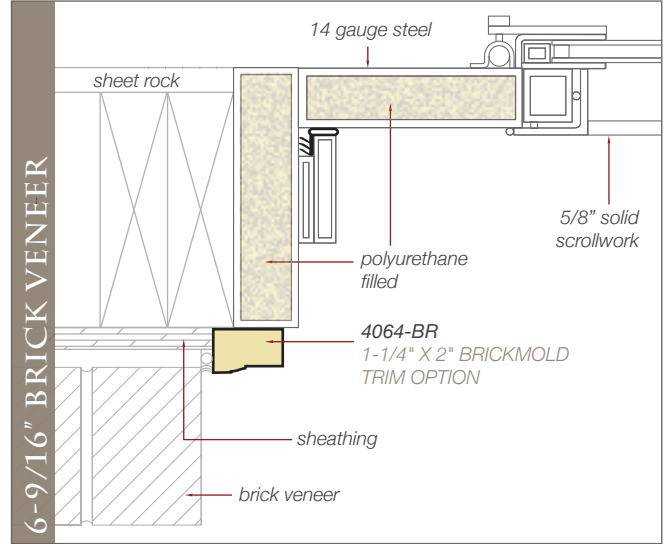 6-9/16" BRICK VENEER
14 gauge steel
sheet rock
5/8” solid
scrollwork
polyurethane
filled
4064-BR
1-1/4" X 2" BRICKMOLD
TRIM OPTION
sheathing
brick veneer